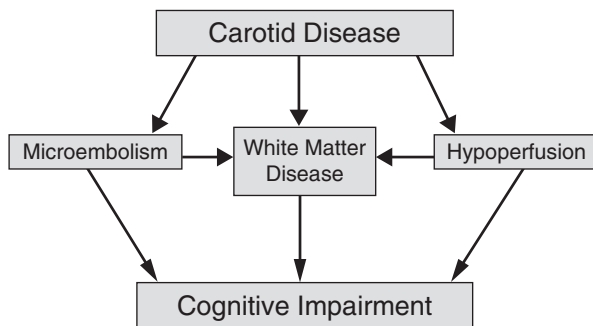 Carotid Disease
Microembolism
White Matter
Disease
Hypoperfusion
Cognitive Impairment